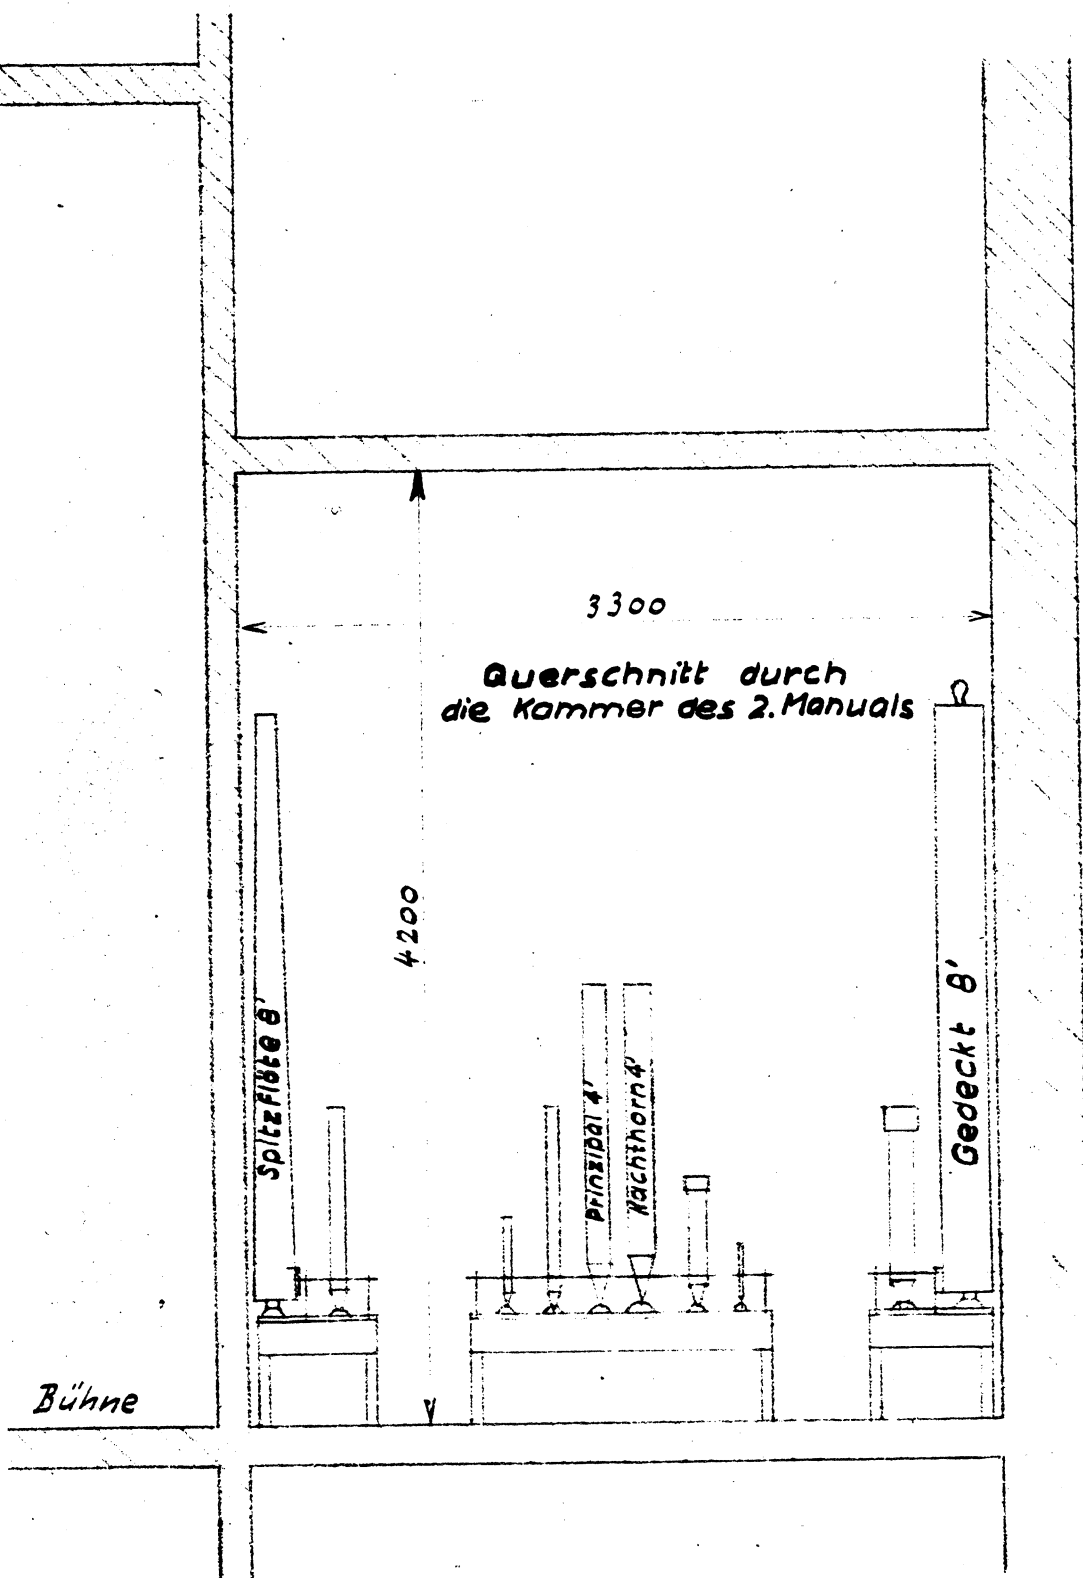 3300
Querschnitt durch
die Kammer des 2. Manuals
4200
Spitzflöte 8'
Prinzipal 4'
Nachthorn 4'
Gedeckt 8'
Bühne